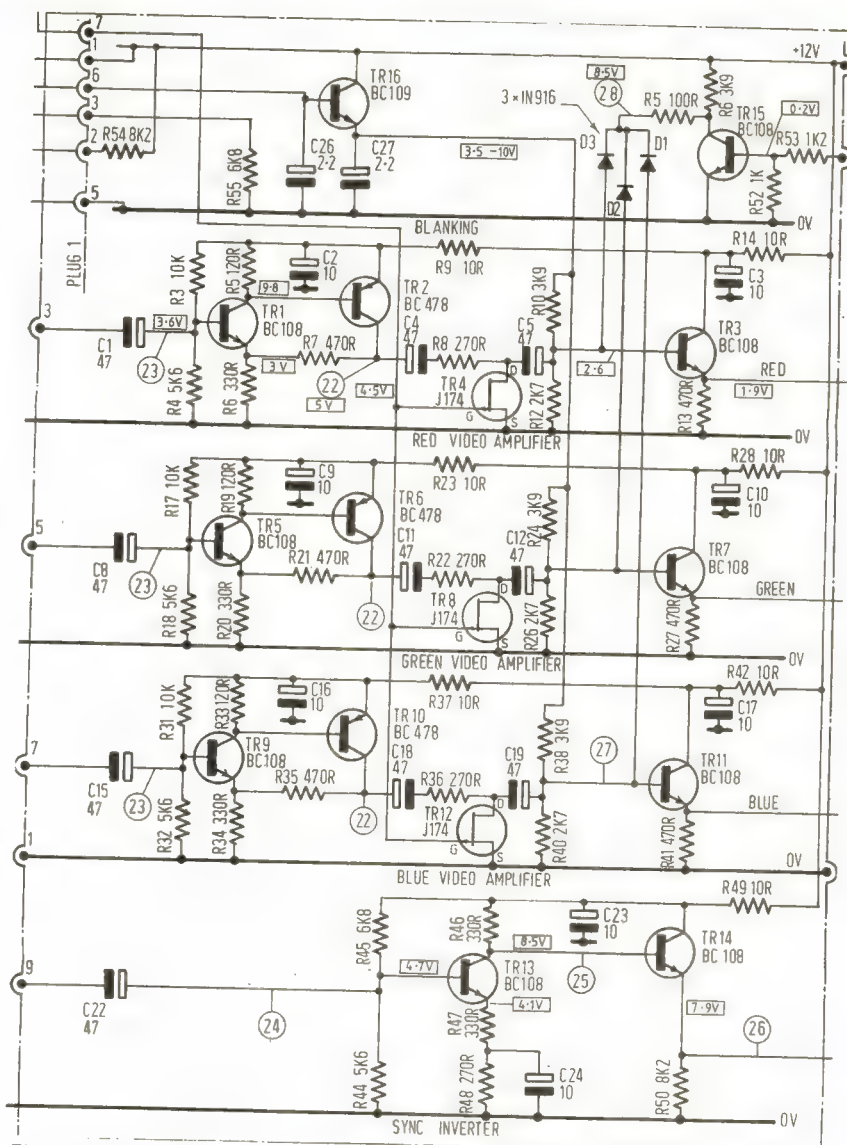 7
1
6
3
2
5
PLUG 1
R54 8K2
R55 6K8
TR16
BC109
C26
2·2
C27
2·2
3·5 –10V
3 × IN916
8·5V
28
R5 100R
R6 3K9
+12V
TR15
BC108
0·2V
R53 1K2
R52 1K
D3
D1
D2
0V
BLANKING
3
C1
47
3·6V
23
R3 10K
R4 5K6
R5 120R
9·8
TR1
BC108
3V
R6 330R
C2
10
R7 470R
TR2
BC478
22
5V
4·5V
R9 10R
C4
47
R8 270R
TR4
J174
D
G
S
C5
47
R10 3K9
R12 2K7
2·6
R14 10R
C3
10
TR3
BC108
RED
1·9V
R13 470R
0V
RED VIDEO AMPLIFIER
5
C8
47
23
R17 10K
R18 5K6
R19 120R
TR5
BC108
R20 330R
C9
10
R21 470R
TR6
BC478
22
R23 10R
C11
47
R22 270R
TR8
J174
D
G
S
C12
47
R24 3K9
R26 2K7
R28 10R
C10
10
TR7
BC108
GREEN
R27 470R
0V
GREEN VIDEO AMPLIFIER
7
C15
47
23
R31 10K
R32 5K6
R33 120R
TR9
BC108
R34 330R
C16
10
R35 470R
TR10
BC478
22
R37 10R
C18
47
R36 270R
TR12
J174
D
G
S
C19
47
R38 3K9
R40 2K7
27
R42 10R
C17
10
TR11
BC108
BLUE
R41 470R
0V
1
BLUE VIDEO AMPLIFIER
9
C22
47
24
R45 6K8
R44 5K6
4·7V
R46
330R
TR13
BC108
4·1V
R47
330R
R48 270R
C24
10
8·5V
25
C23
10
R49 10R
TR14
BC108
7·9V
26
R50 8K2
0V
SYNC INVERTER